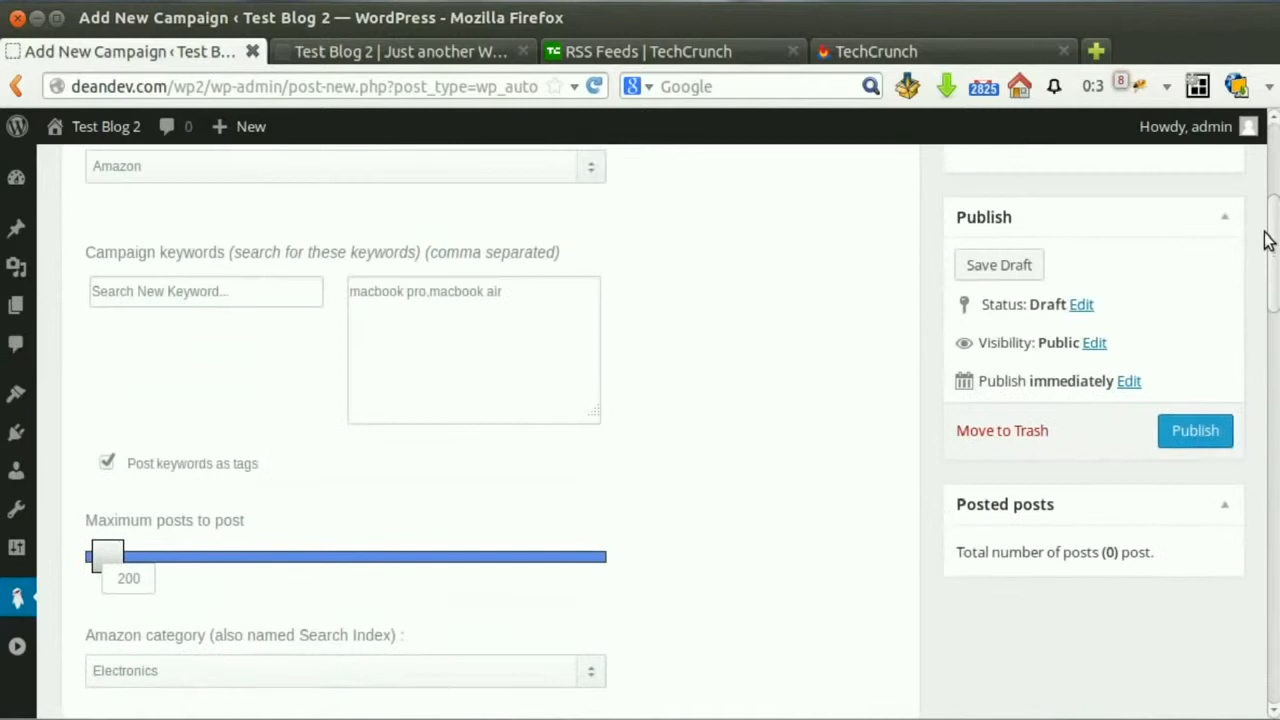 Add New Campaign ‹ Test Blog 2 — WordPress - Mozilla Firefox
Add New Campaign ‹ Test B...
Test Blog 2 | Just another W...
TC RSS Feeds | TechCrunch
TechCrunch
deandev.com/wp2/wp-admin/post-new.php?post_type=wp_auto
Google
2825
0:3
8
Test Blog 2
0
New
Howdy, admin
Amazon
Campaign keywords (search for these keywords) (comma separated)
Search New Keyword...
macbook pro,macbook air
Post keywords as tags
Maximum posts to post
200
Amazon category (also named Search Index) :
Electronics
Publish
Save Draft
Status: Draft Edit
Visibility: Public Edit
Publish immediately Edit
Move to Trash
Publish
Posted posts
Total number of posts (0) post.